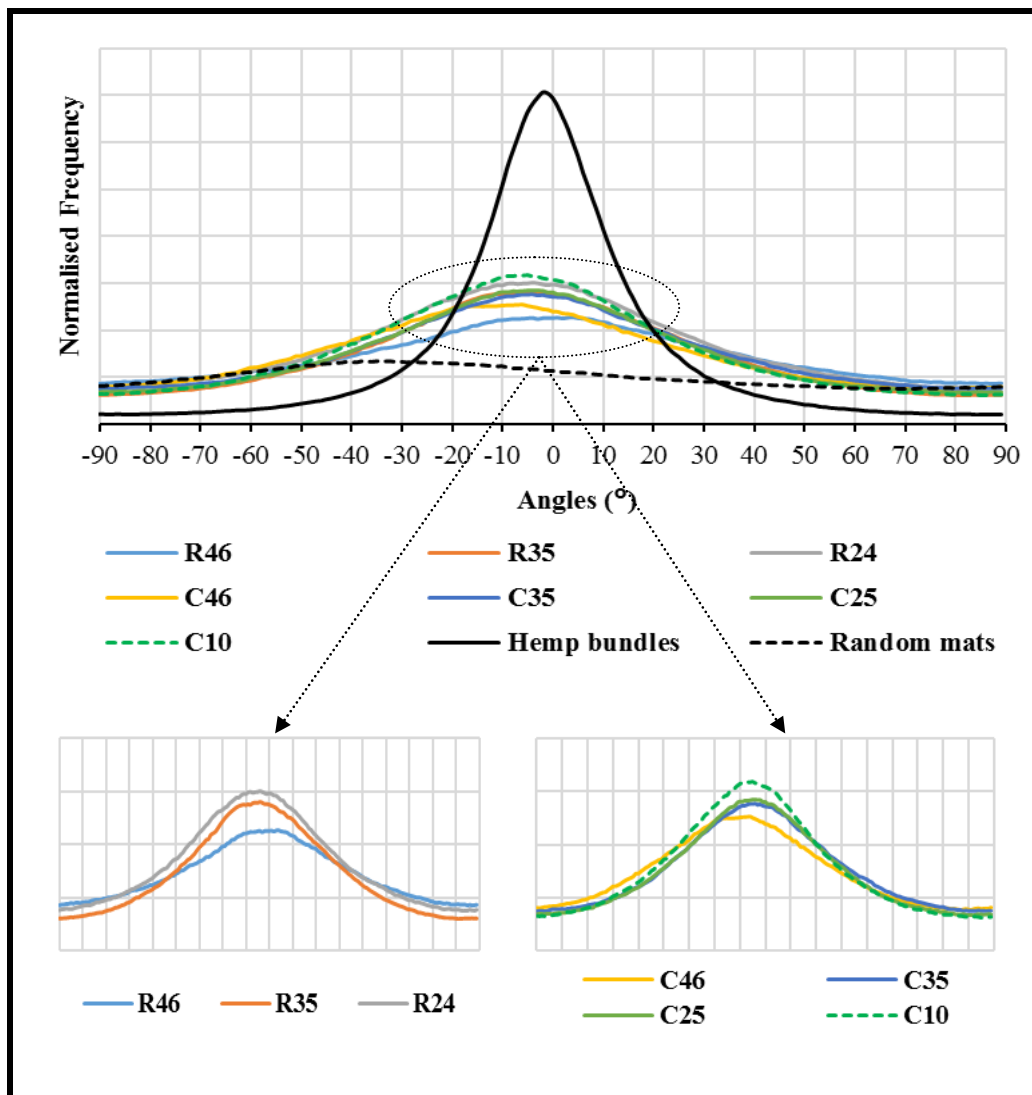 Normalised Frequency
-90 -80 -70 -60 -50 -40 -30 -20 -10 0 10 20 30 40 50 60 70 80 90
Angles (°)
R46 R35 R24
C46 C35 C25
C10 Hemp bundles Random mats
R46 R35 R24
C46 C35
C25 C10